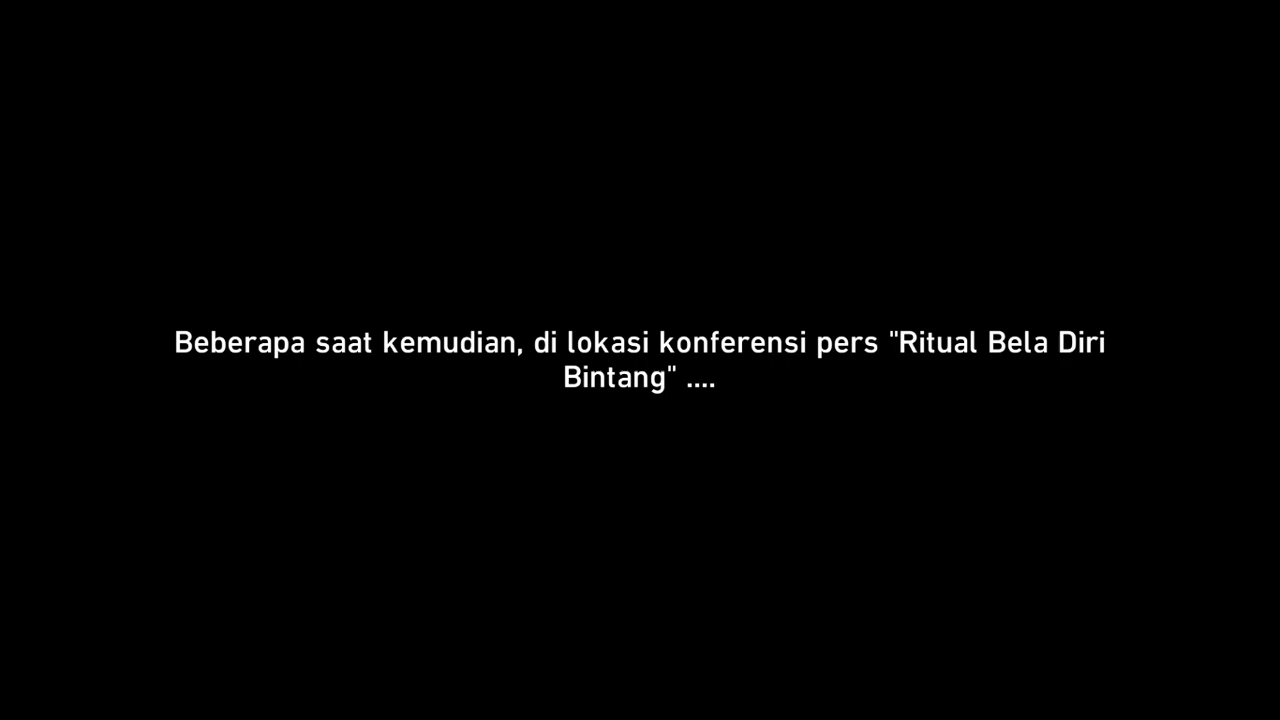 Beberapa saat kemudian, di lokasi konferensi pers "Ritual Bela Diri
Bintang" ....